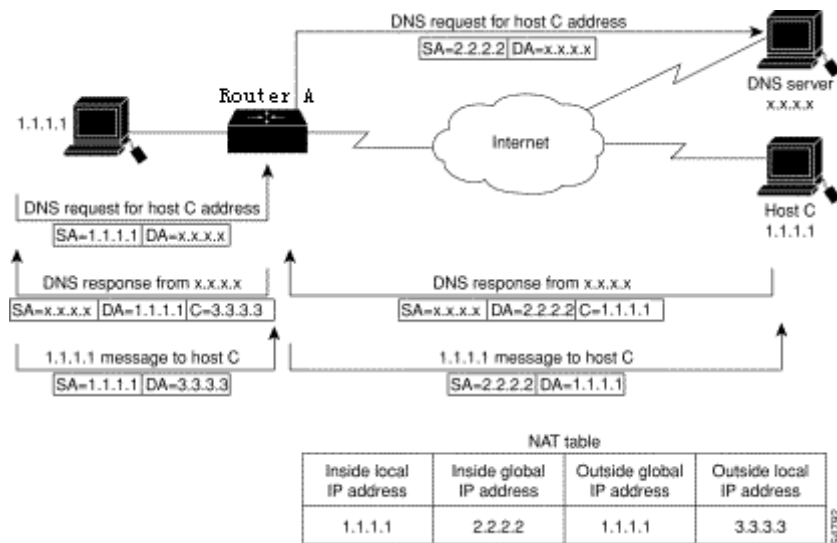 DNS request for host C address
SA=2.2.2.2 DA=x.x.x.x
DNS server
x.x.x.x
Router A
1.1.1.1
Internet
DNS request for host C address
SA=1.1.1.1 DA=x.x.x.x
Host C
1.1.1.1
DNS response from x.x.x.x
SA=x.x.x.x DA=1.1.1.1 C=3.3.3.3
DNS response from x.x.x.x
SA=x.x.x.x DA=2.2.2.2 C=1.1.1.1
1.1.1.1 message to host C
SA=1.1.1.1 DA=3.3.3.3
1.1.1.1 message to host C
SA=2.2.2.2 DA=1.1.1.1
NAT table
Inside local
IP address
Inside global
IP address
Outside global
IP address
Outside local
IP address
1.1.1.1
2.2.2.2
1.1.1.1
3.3.3.3